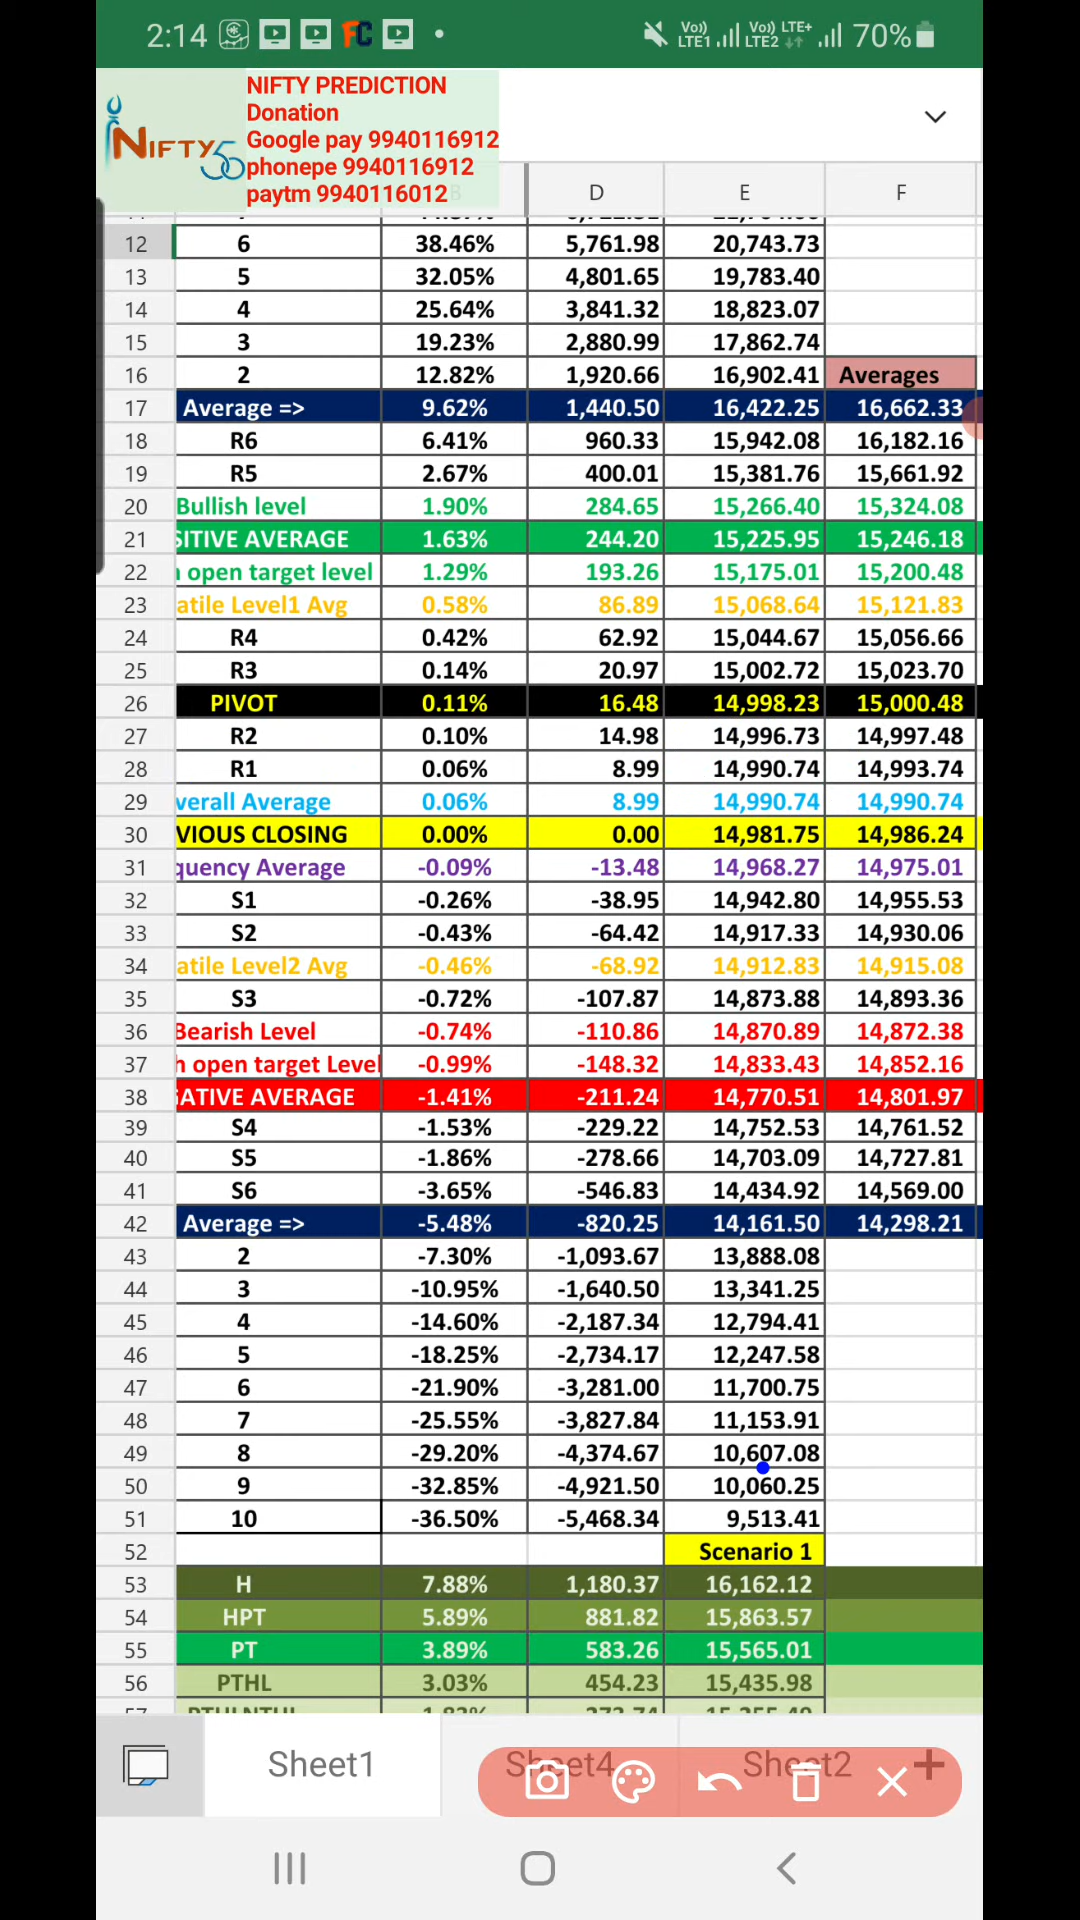 2:14 FC Vo)) LTE1 Vo)) LTE+ LTE2 70%
NIFTY50
NIFTY PREDICTION
Donation
Google pay 9940116912
phonepe 9940116912
paytm 9940116012
B D E F
12 6 38.46% 5,761.98 20,743.73
13 5 32.05% 4,801.65 19,783.40
14 4 25.64% 3,841.32 18,823.07
15 3 19.23% 2,880.99 17,862.74
16 2 12.82% 1,920.66 16,902.41 Averages
17 Average => 9.62% 1,440.50 16,422.25 16,662.33
18 R6 6.41% 960.33 15,942.08 16,182.16
19 R5 2.67% 400.01 15,381.76 15,661.92
20 Bullish level 1.90% 284.65 15,266.40 15,324.08
21 SITIVE AVERAGE 1.63% 244.20 15,225.95 15,246.18
22 open target level 1.29% 193.26 15,175.01 15,200.48
23 atile Level1 Avg 0.58% 86.89 15,068.64 15,121.83
24 R4 0.42% 62.92 15,044.67 15,056.66
25 R3 0.14% 20.97 15,002.72 15,023.70
26 PIVOT 0.11% 16.48 14,998.23 15,000.48
27 R2 0.10% 14.98 14,996.73 14,997.48
28 R1 0.06% 8.99 14,990.74 14,993.74
29 verall Average 0.06% 8.99 14,990.74 14,990.74
30 VIOUS CLOSING 0.00% 0.00 14,981.75 14,986.24
31 quency Average -0.09% -13.48 14,968.27 14,975.01
32 S1 -0.26% -38.95 14,942.80 14,955.53
33 S2 -0.43% -64.42 14,917.33 14,930.06
34 atile Level2 Avg -0.46% -68.92 14,912.83 14,915.08
35 S3 -0.72% -107.87 14,873.88 14,893.36
36 Bearish Level -0.74% -110.86 14,870.89 14,872.38
37 h open target Level -0.99% -148.32 14,833.43 14,852.16
38 GATIVE AVERAGE -1.41% -211.24 14,770.51 14,801.97
39 S4 -1.53% -229.22 14,752.53 14,761.52
40 S5 -1.86% -278.66 14,703.09 14,727.81
41 S6 -3.65% -546.83 14,434.92 14,569.00
42 Average => -5.48% -820.25 14,161.50 14,298.21
43 2 -7.30% -1,093.67 13,888.08
44 3 -10.95% -1,640.50 13,341.25
45 4 -14.60% -2,187.34 12,794.41
46 5 -18.25% -2,734.17 12,247.58
47 6 -21.90% -3,281.00 11,700.75
48 7 -25.55% -3,827.84 11,153.91
49 8 -29.20% -4,374.67 10,607.08
50 9 -32.85% -4,921.50 10,060.25
51 10 -36.50% -5,468.34 9,513.41
52 Scenario 1
53 H 7.88% 1,180.37 16,162.12
54 HPT 5.89% 881.82 15,863.57
55 PT 3.89% 583.26 15,565.01
56 PTHL 3.03% 454.23 15,435.98
Sheet1 Sheet4 Sheet2